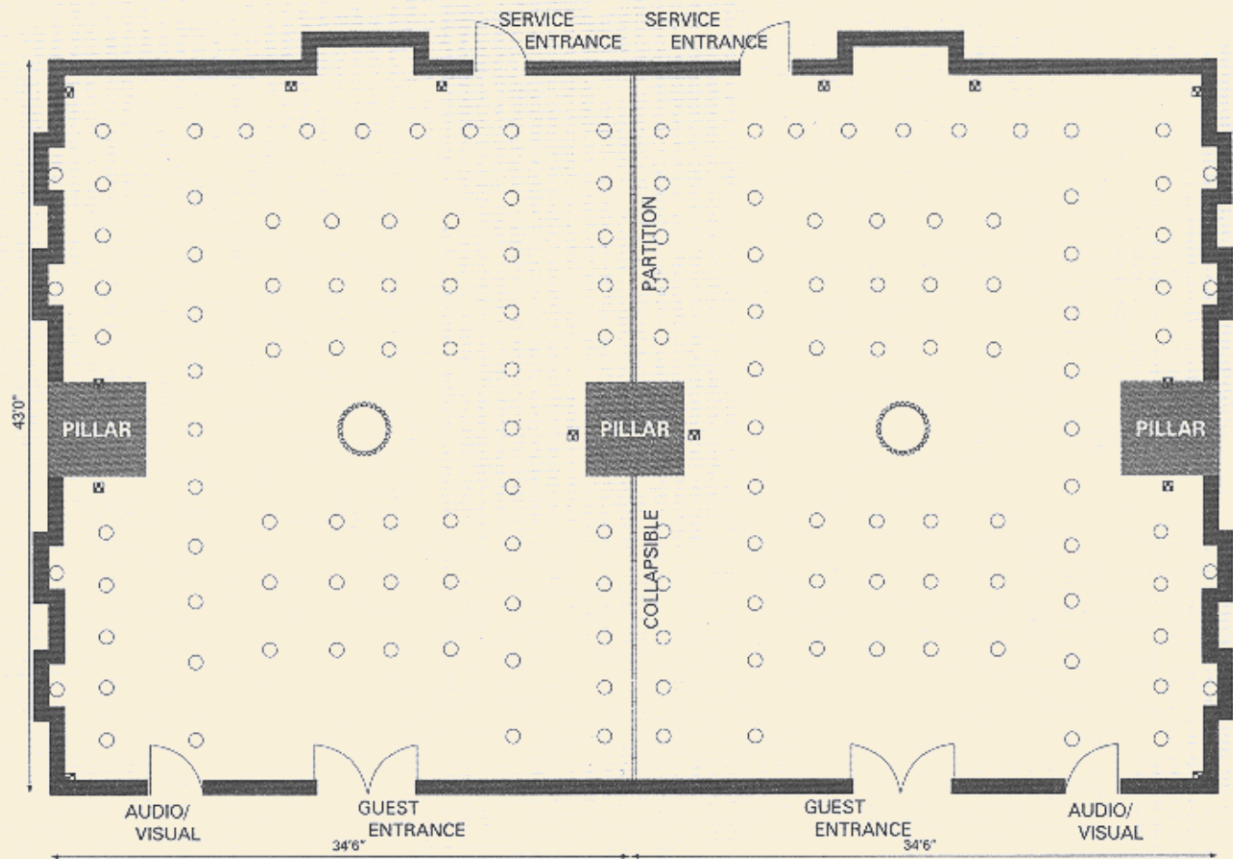 SERVICE
ENTRANCE
SERVICE
ENTRANCE
PARTITION
43'0"
PILLAR
PILLAR
PILLAR
COLLAPSIBLE
AUDIO/
VISUAL
GUEST
ENTRANCE
GUEST
ENTRANCE
AUDIO/
VISUAL
34'6"
34'6"